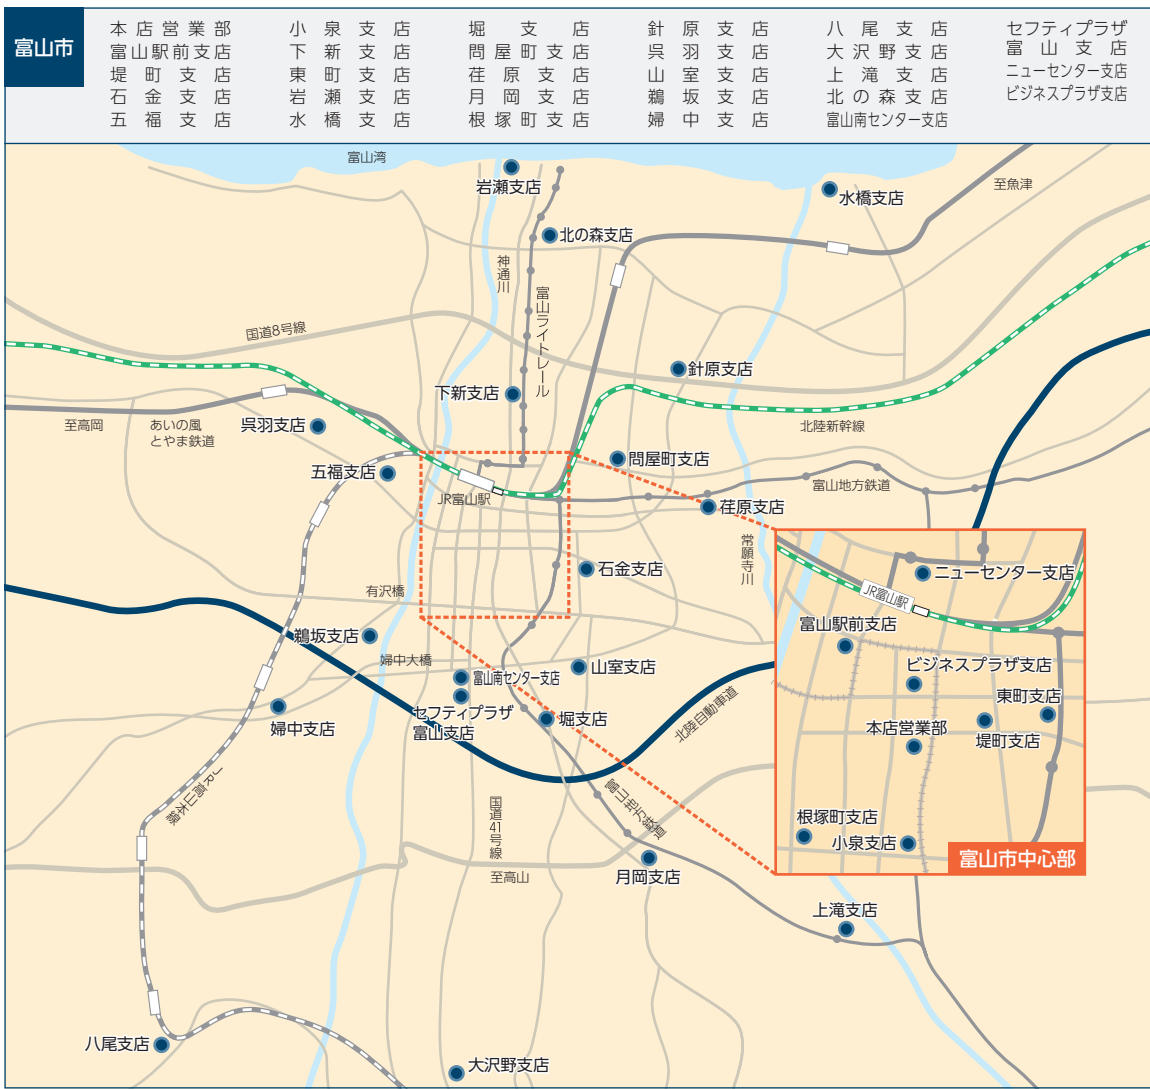 富山市
本店営業部
富山駅前支店
堤町支店
石金支店
五福支店
小泉支店
下新支店
東町支店
岩瀬支店
水橋支店
堀支店
問屋町支店
荏原支店
月岡支店
根塚町支店
針原支店
呉羽支店
山室支店
鵜坂支店
婦中支店
八尾支店
大沢野支店
上滝支店
北の森支店
富山南センター支店
セフティプラザ
富山支店
ニューセンター支店
ビジネスプラザ支店
富山湾
岩瀬支店
水橋支店
至魚津
北の森支店
神通川
富山ライトレール
国道8号線
針原支店
下新支店
至高岡
あいの風
とやま鉄道
呉羽支店
北陸新幹線
五福支店
問屋町支店
富山地方鉄道
JR富山駅
荏原支店
常願寺川
石金支店
有沢橋
鵜坂支店
婦中大橋
富山南センター支店
山室支店
セフティプラザ
富山支店
堀支店
北陸自動車道
婦中支店
JR高山本線
国道41号線
富山地方鉄道
至高山
月岡支店
上滝支店
八尾支店
大沢野支店
ニューセンター支店
JR富山駅
富山駅前支店
ビジネスプラザ支店
東町支店
本店営業部
堤町支店
根塚町支店
小泉支店
富山市中心部